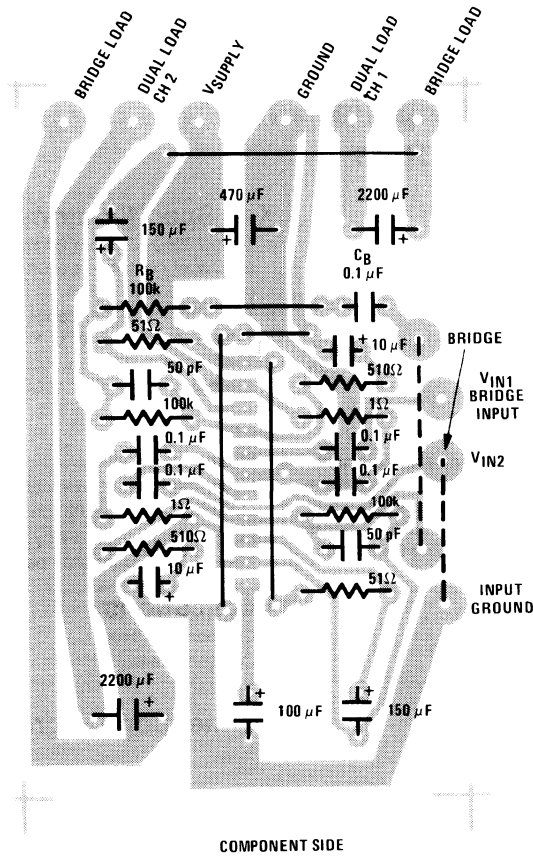 BRIDGE LOAD
DUAL LOAD
CH 2
VSUPPLY
GROUND
DUAL LOAD
CH 1
BRIDGE LOAD
150 µF
+
470 µF
+
2200 µF
+
CB
0.1 µF
RB
100k
51Ω
50 pF
100k
0.1 µF
0.1 µF
1Ω
510Ω
10 µF
+
+
10 µF
510Ω
1Ω
0.1 µF
0.1 µF
100k
50 pF
51Ω
BRIDGE
VIN1
BRIDGE
INPUT
VIN2
INPUT
GROUND
2200 µF
+
+
100 µF
+
150 µF
COMPONENT SIDE